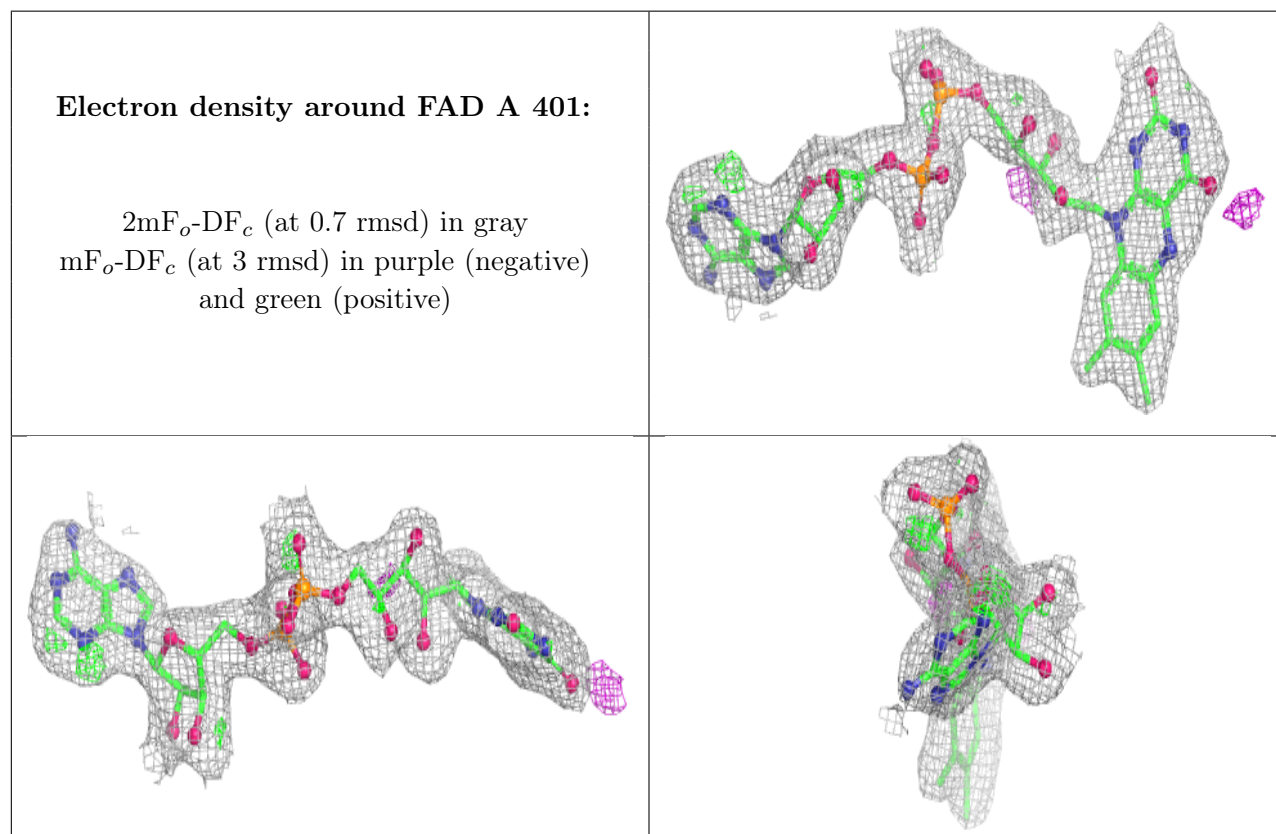 Electron density around FAD A 401:
2mFo-DFc (at 0.7 rmsd) in gray
mFo-DFc (at 3 rmsd) in purple (negative)
and green (positive)